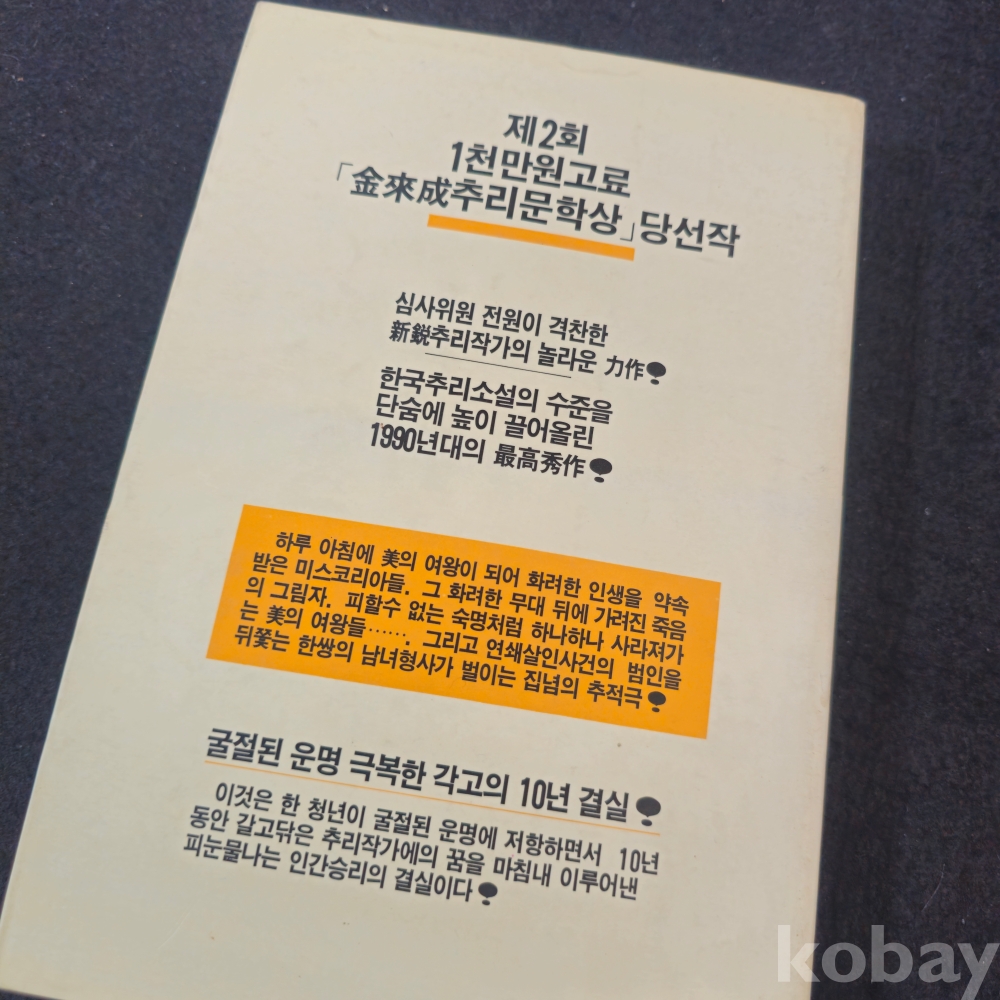 제2회
1천만원고료
「金來成추리문학상」당선작
심사위원 전원이 격찬한
新鋭추리작가의 놀라운 力作!
한국추리소설의 수준을
단숨에 높이 끌어올린
1990년대의 最高秀作!
하루 아침에 美의 여왕이 되어 화려한 인생을 약속
받은 미스코리아들. 그 화려한 무대 뒤에 가려진 죽음
의 그림자. 피할수 없는 숙명처럼 하나하나 사라져가
는 美의 여왕들……. 그리고 연쇄살인사건의 범인을
뒤쫓는 한쌍의 남녀형사가 벌이는 집념의 추적극!
굴절된 운명 극복한 각고의 10년 결실!
이것은 한 청년이 굴절된 운명에 저항하면서 10년
동안 갈고닦은 추리작가에의 꿈을 마침내 이루어낸
피눈물나는 인간승리의 결실이다!
kobay